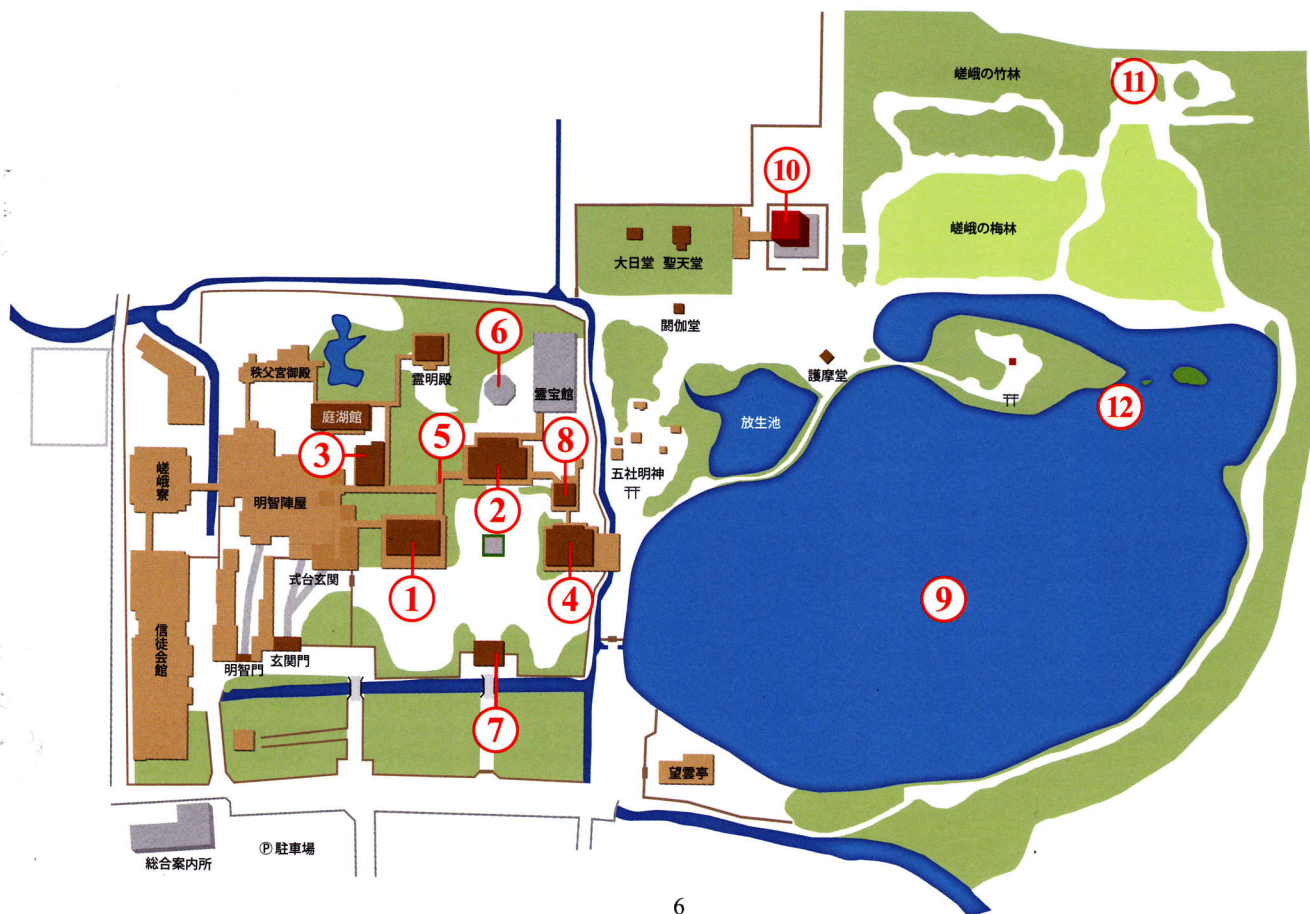 嵯峨の竹林
11
10
嵯峨の梅林
大日堂 聖天堂
閼伽堂
6
秩父宮御殿
霊明殿
霊宝館
護摩堂
庭湖館
放生池
12
3
5
8
五社明神
嵯峨寮
明智陣屋
2
式台玄関
1
4
9
信徒会館
明智門
玄関門
7
望雲亭
総合案内所
Ⓟ 駐車場
6